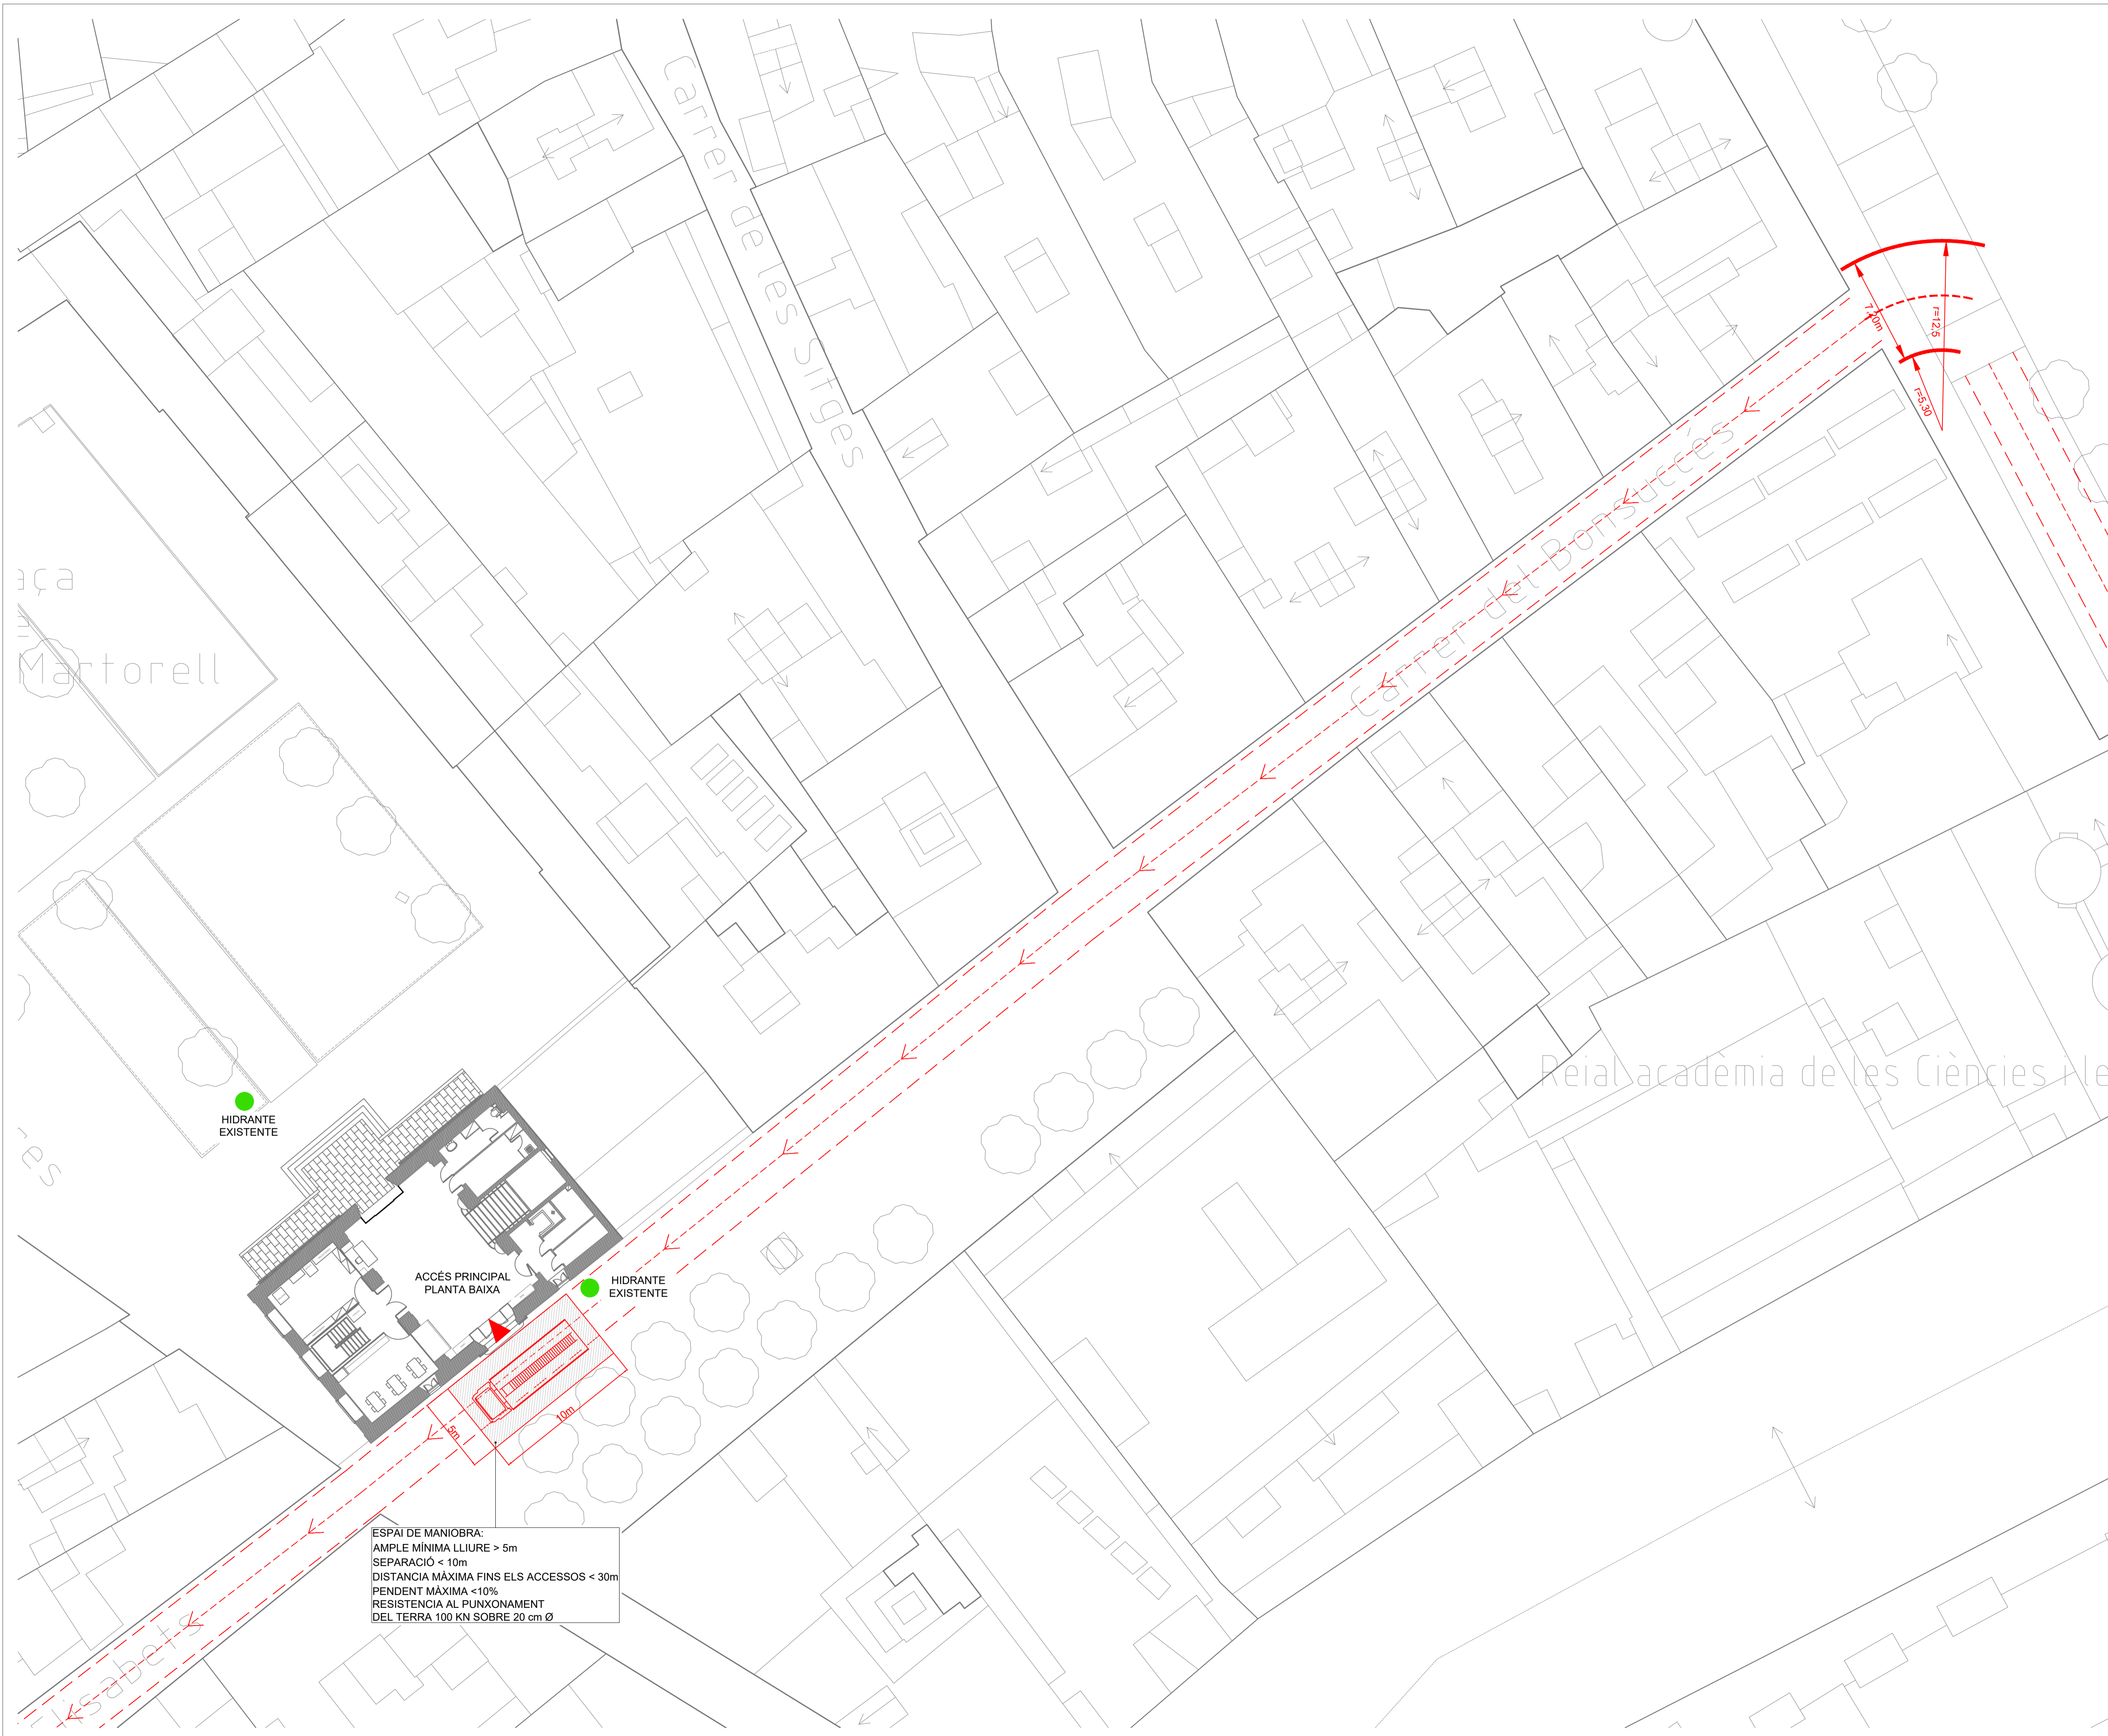 Carrer de les Sitges
7,20m
r=12,5
r=5,30
Carrer del Bonsuccés
Martorell
Reial acadèmia de les Ciències i
HIDRANTE
EXISTENTE
ACCÉS PRINCIPAL
PLANTA BAIXA
HIDRANTE
EXISTENTE
5m
10m
ESPAI DE MANIOBRA:
AMPLE MÍNIMA LLIURE > 5m
SEPARACIÓ < 10m
DISTANCIA MÀXIMA FINS ELS ACCESSOS < 30m
PENDENT MÀXIMA <10%
RESISTENCIA AL PUNXONAMENT
DEL TERRA 100 KN SOBRE 20 cm Ø